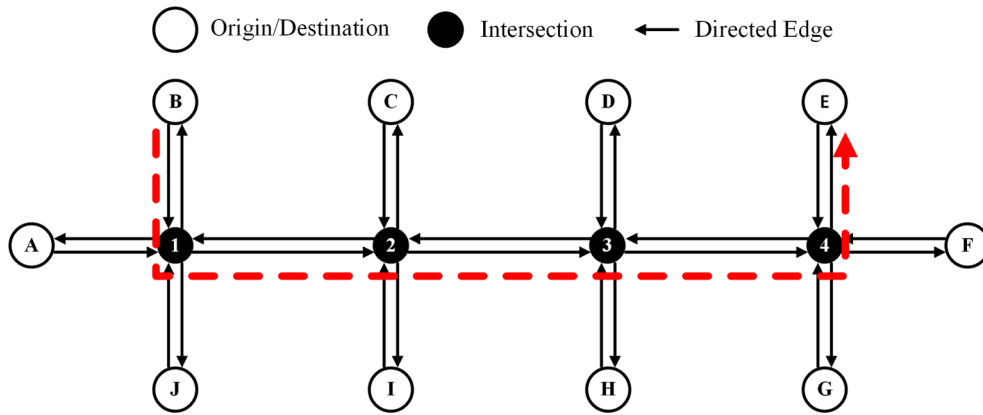 Origin/Destination Intersection Directed Edge
B C D E
A 1 2 3 4 F
J I H G